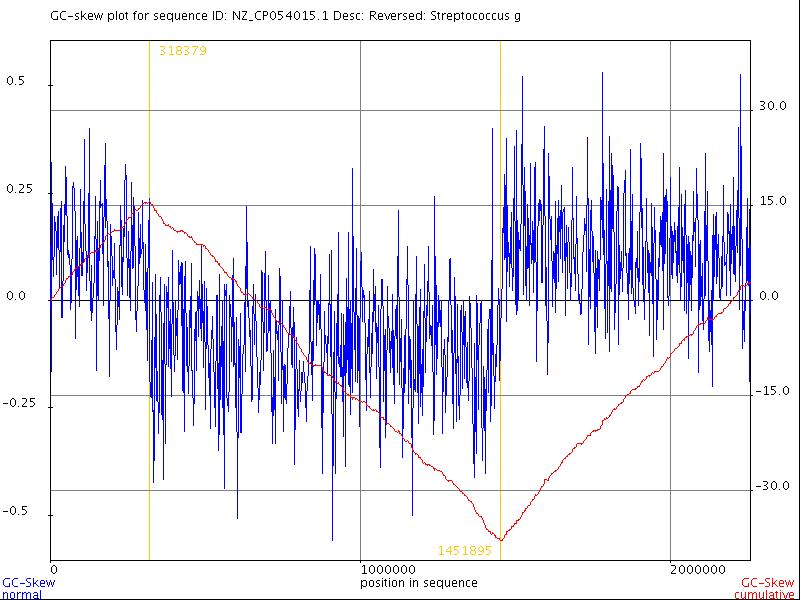 GC-skew plot for sequence ID: NZ_CP054015.1 Desc: Reversed: Streptococcus g
318379
0.5
30.0
0.25
15.0
0.0
0.0
-0.25
-15.0
-30.0
-0.5
1451895
0
1000000
2000000
GC-Skew
normal
position in sequence
GC-Skew
cumulative